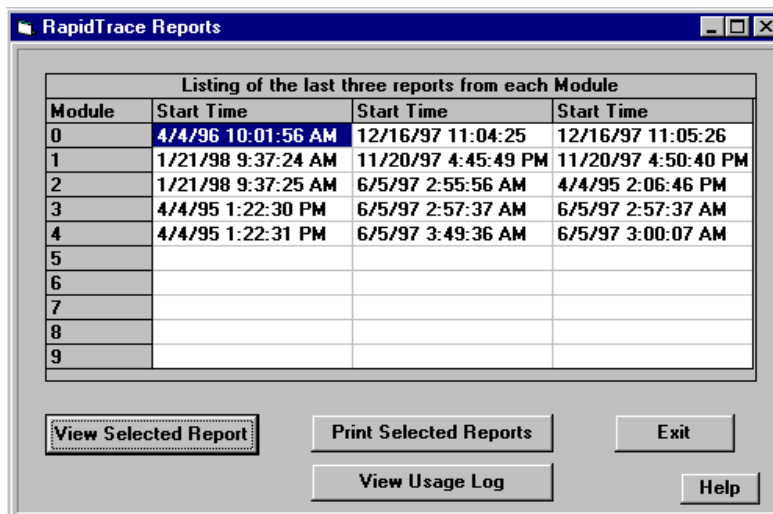 RapidTrace Reports
Listing of the last three reports from each Module
Module Start Time Start Time Start Time
0 4/4/96 10:01:56 AM 12/16/97 11:04:25 12/16/97 11:05:26
1 1/21/98 9:37:24 AM 11/20/97 4:45:49 PM 11/20/97 4:50:40 PM
2 1/21/98 9:37:25 AM 6/5/97 2:55:56 AM 4/4/95 2:06:46 PM
3 4/4/95 1:22:30 PM 6/5/97 2:57:37 AM 6/5/97 2:57:37 AM
4 4/4/95 1:22:31 PM 6/5/97 3:49:36 AM 6/5/97 3:00:07 AM
5
6
7
8
9
View Selected Report Print Selected Reports Exit
View Usage Log Help